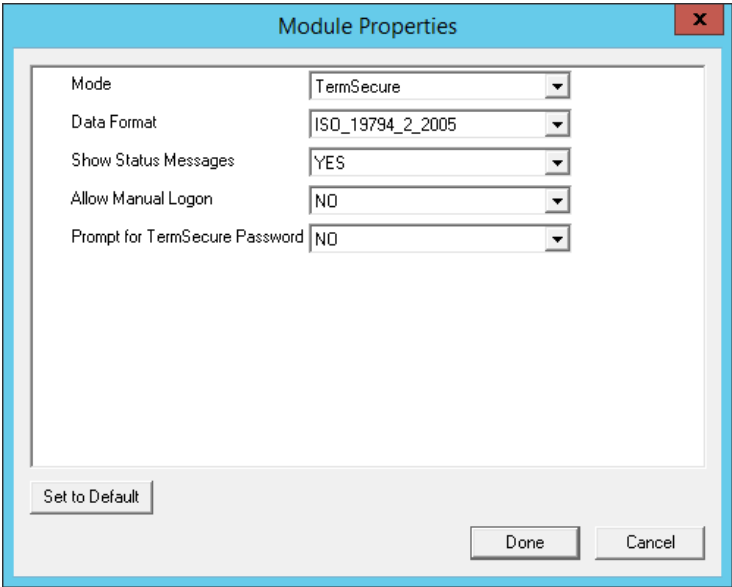 Module Properties
x
Mode TermSecure
Data Format ISO_19794_2_2005
Show Status Messages YES
Allow Manual Logon NO
Prompt for TermSecure Password NO
Set to Default
Done Cancel